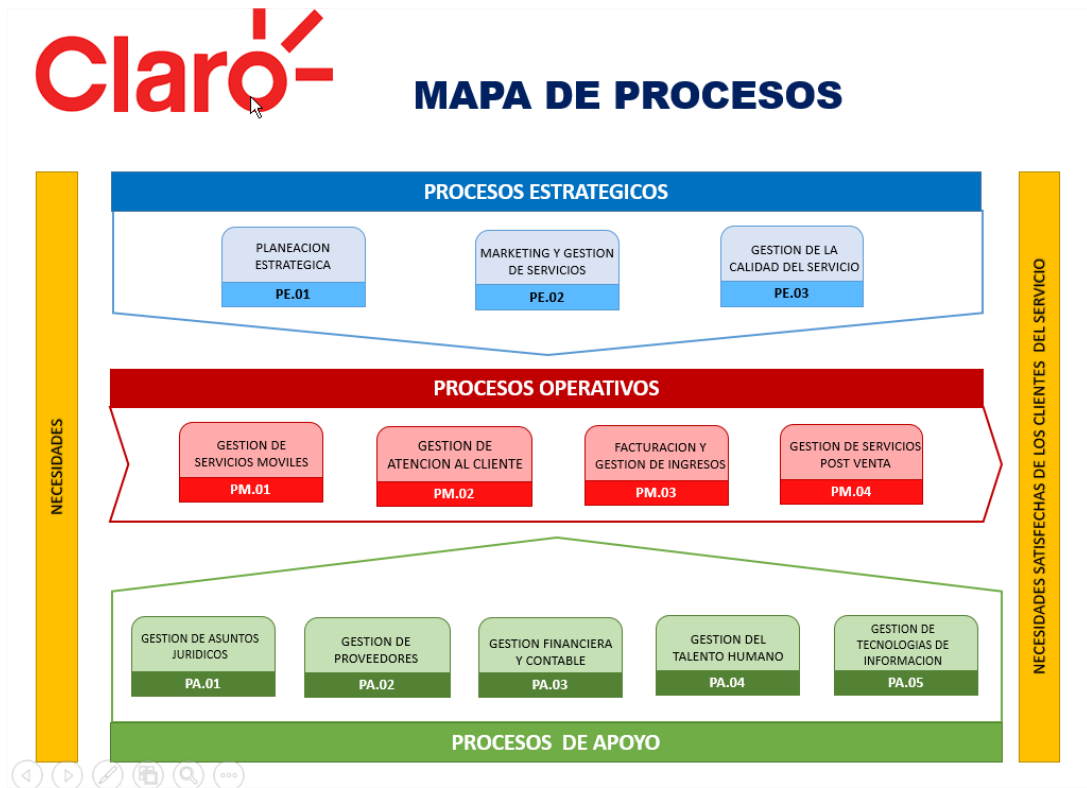 Claro
MAPA DE PROCESOS
NECESIDADES
PROCESOS ESTRATEGICOS
PLANEACION
ESTRATEGICA
PE.01
MARKETING Y GESTION
DE SERVICIOS
PE.02
GESTION DE LA
CALIDAD DEL SERVICIO
PE.03
PROCESOS OPERATIVOS
GESTION DE
SERVICIOS MOVILES
PM.01
GESTION DE
ATENCION AL CLIENTE
PM.02
FACTURACION Y
GESTION DE INGRESOS
PM.03
GESTION DE SERVICIOS
POST VENTA
PM.04
GESTION DE ASUNTOS
JURIDICOS
PA.01
GESTION DE
PROVEEDORES
PA.02
GESTION FINANCIERA
Y CONTABLE
PA.03
GESTION DEL
TALENTO HUMANO
PA.04
GESTION DE
TECNOLOGIAS DE
INFORMACION
PA.05
PROCESOS DE APOYO
NECESIDADES SATISFECHAS DE LOS CLIENTES DEL SERVICIO